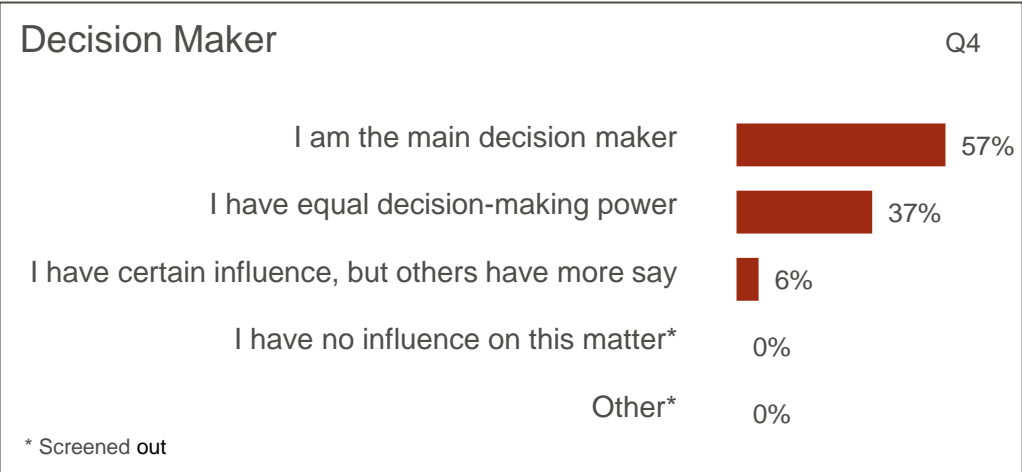 Decision Maker
Q4
I am the main decision maker
57%
I have equal decision-making power
37%
I have certain influence, but others have more say
6%
I have no influence on this matter*
0%
Other*
0%
* Screened out